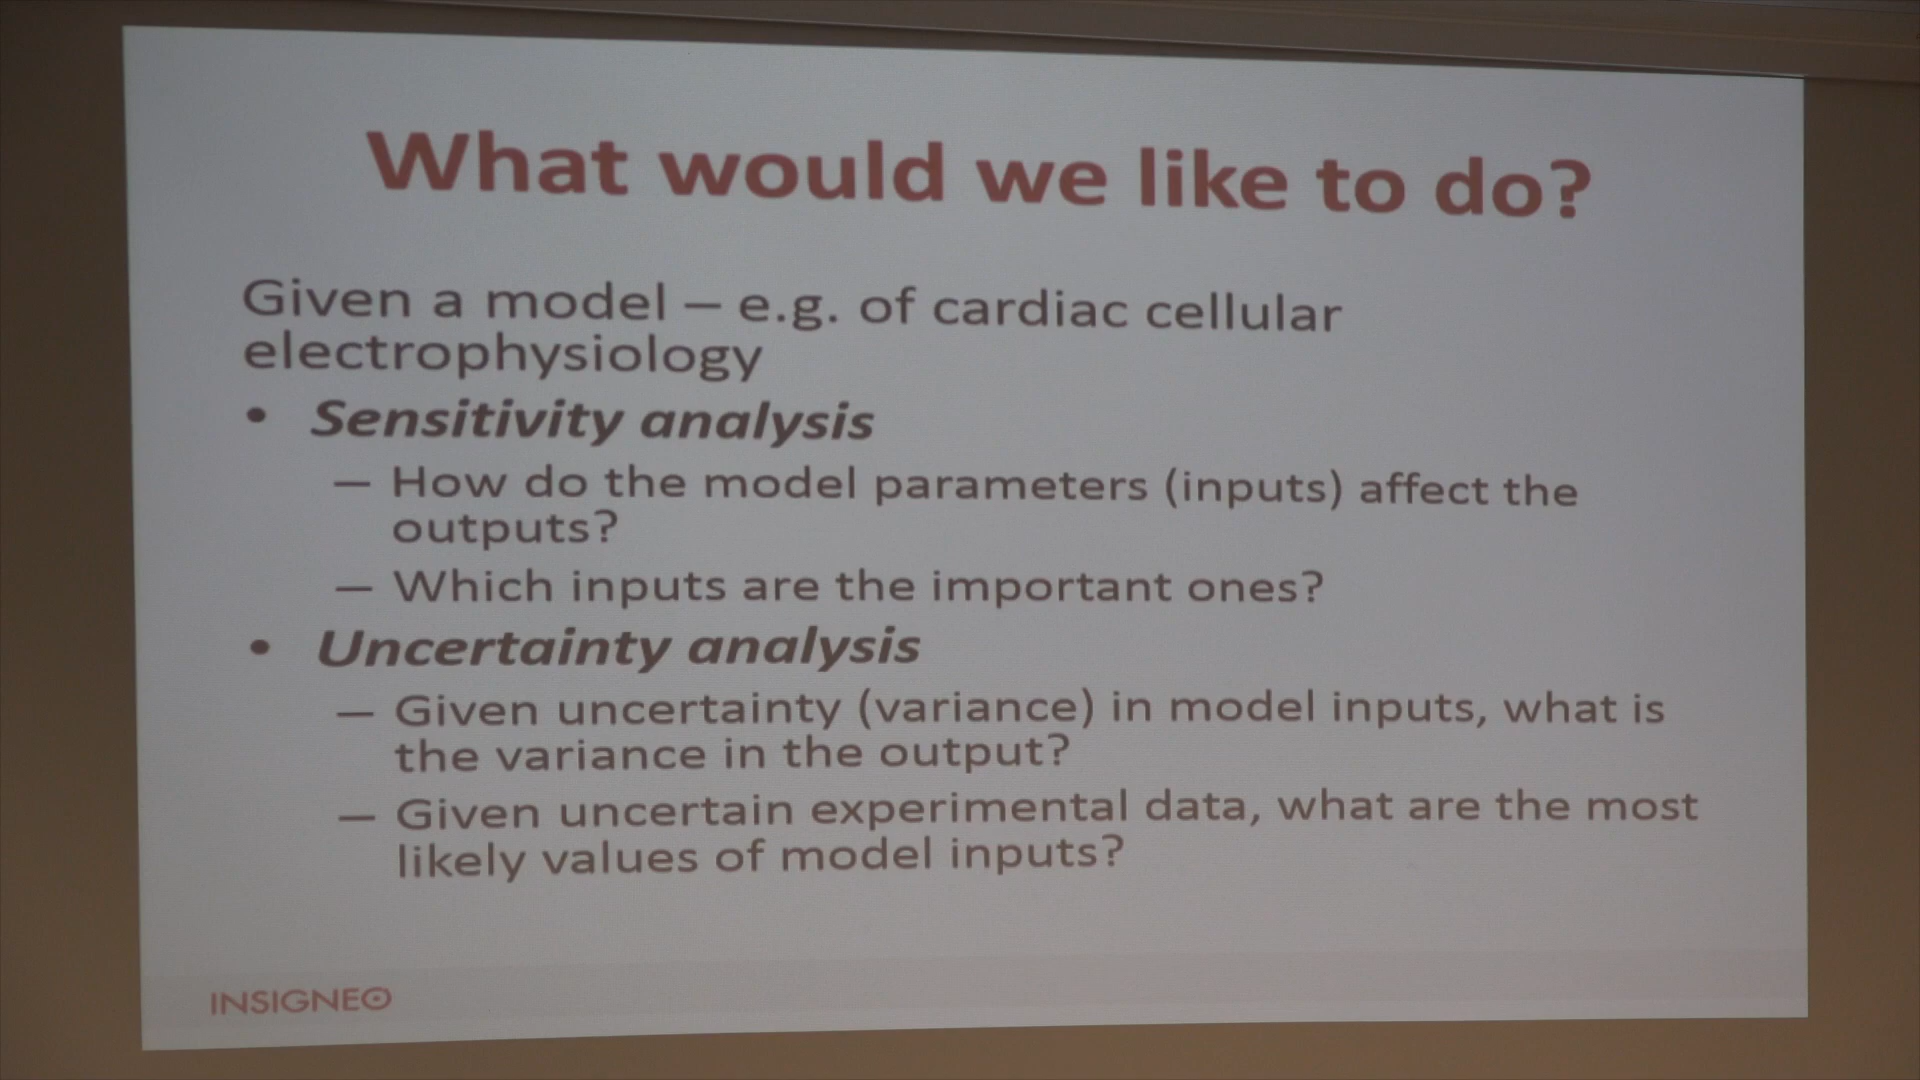 What would we like to do?
Given a model – e.g. of cardiac cellular
electrophysiology
• Sensitivity analysis
– How do the model parameters (inputs) affect the
outputs?
– Which inputs are the important ones?
• Uncertainty analysis
– Given uncertainty (variance) in model inputs, what is
the variance in the output?
– Given uncertain experimental data, what are the most
likely values of model inputs?
INSIGNEO